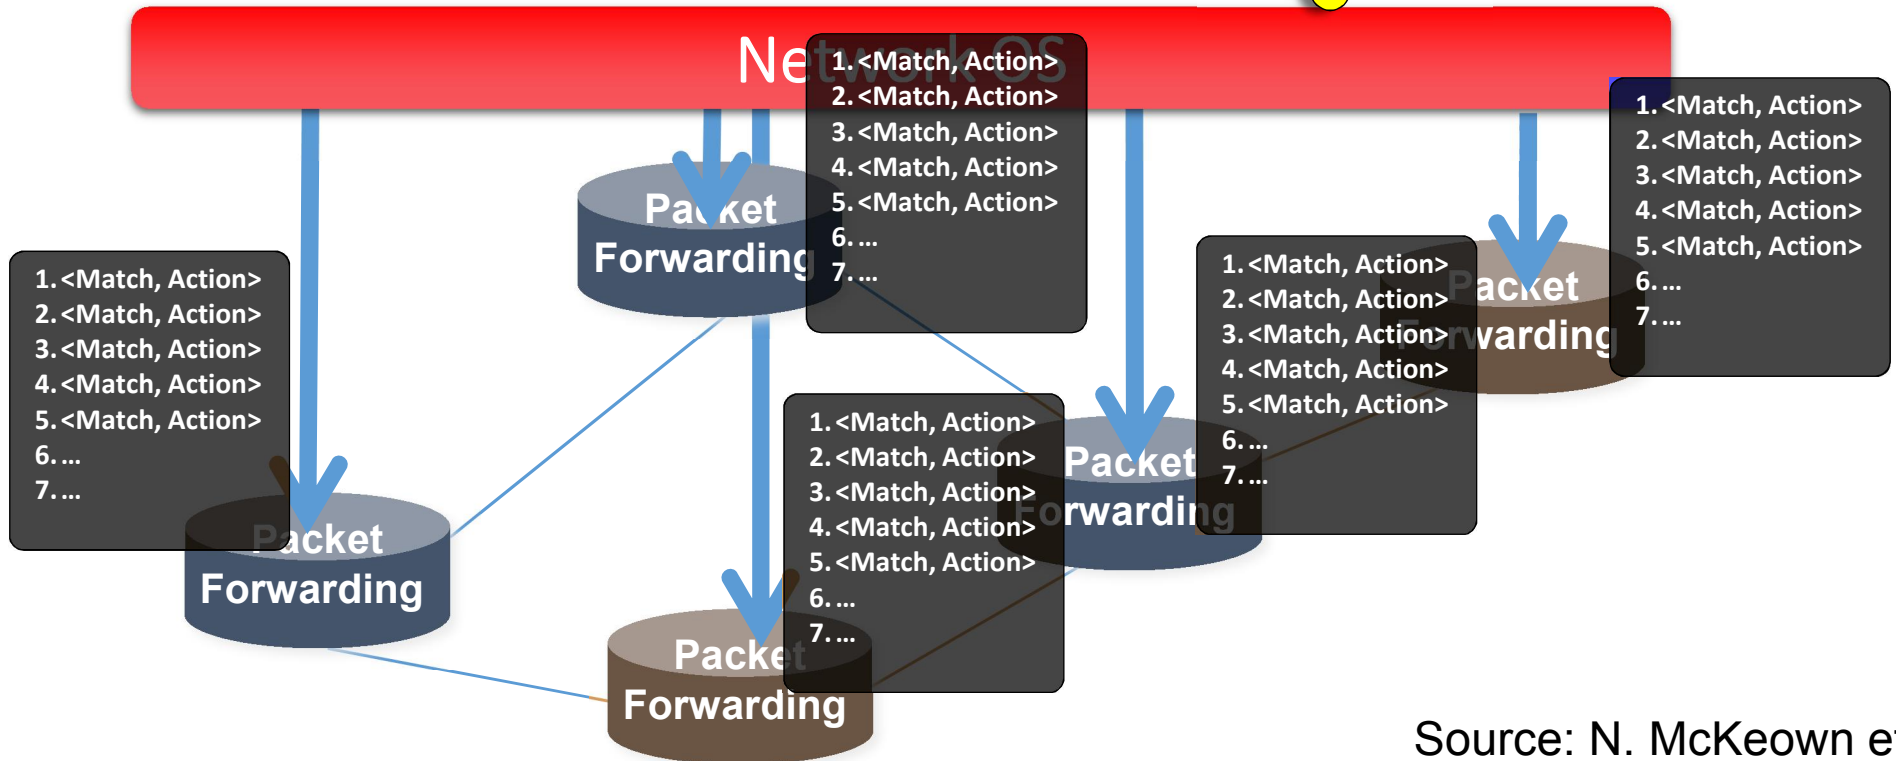 Network OS
1.<Match, Action>
2.<Match, Action>
3.<Match, Action>
4.<Match, Action>
5.<Match, Action>
6....
7....
1.<Match, Action>
2.<Match, Action>
3.<Match, Action>
4.<Match, Action>
5.<Match, Action>
6....
7....
Packet
Forwarding
1.<Match, Action>
2.<Match, Action>
3.<Match, Action>
4.<Match, Action>
5.<Match, Action>
6....
7....
Packet
Forwarding
1.<Match, Action>
2.<Match, Action>
3.<Match, Action>
4.<Match, Action>
5.<Match, Action>
6....
7....
Packet
Forwarding
1.<Match, Action>
2.<Match, Action>
3.<Match, Action>
4.<Match, Action>
5.<Match, Action>
6....
7....
Packet
Forwarding
Packet
Forwarding
Source: N. McKeown et